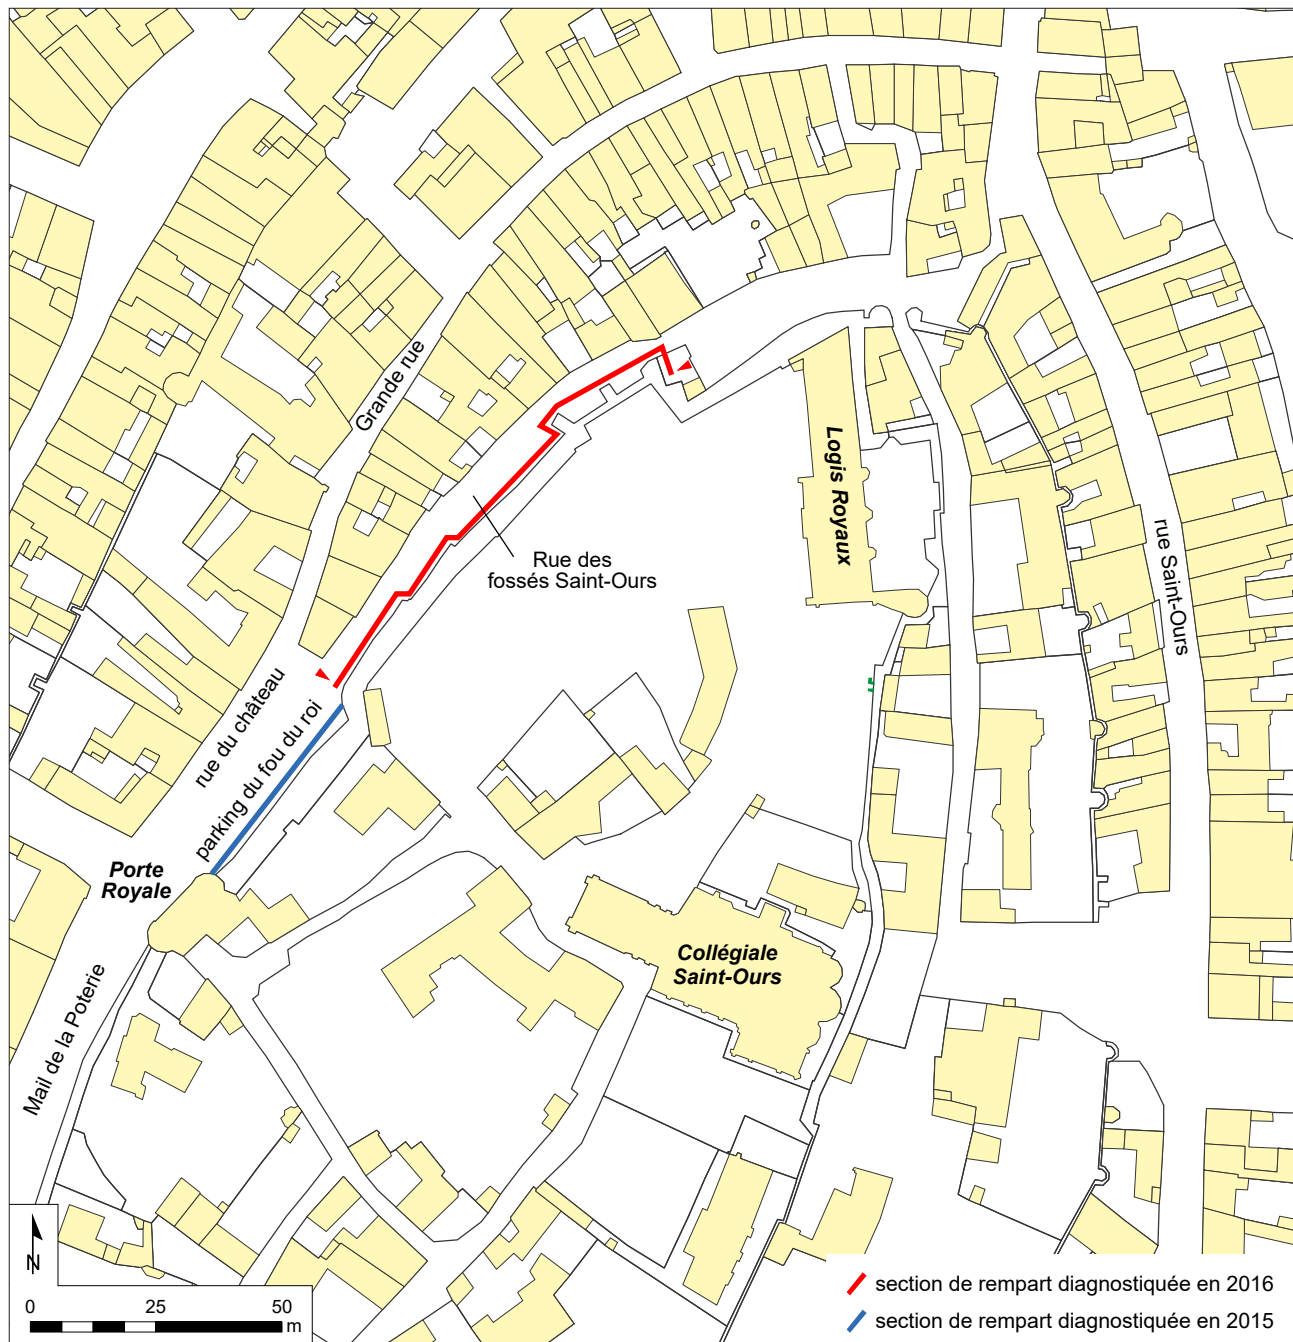 Grande rue
Logis Royaux
rue Saint-Ours
Rue des
fossés Saint-Ours
rue du château
parking du fou du roi
Porte
Royale
Collégiale
Saint-Ours
Mail de la Poterie
N
0 25 50
m
section de rempart diagnostiquée en 2016
section de rempart diagnostiquée en 2015